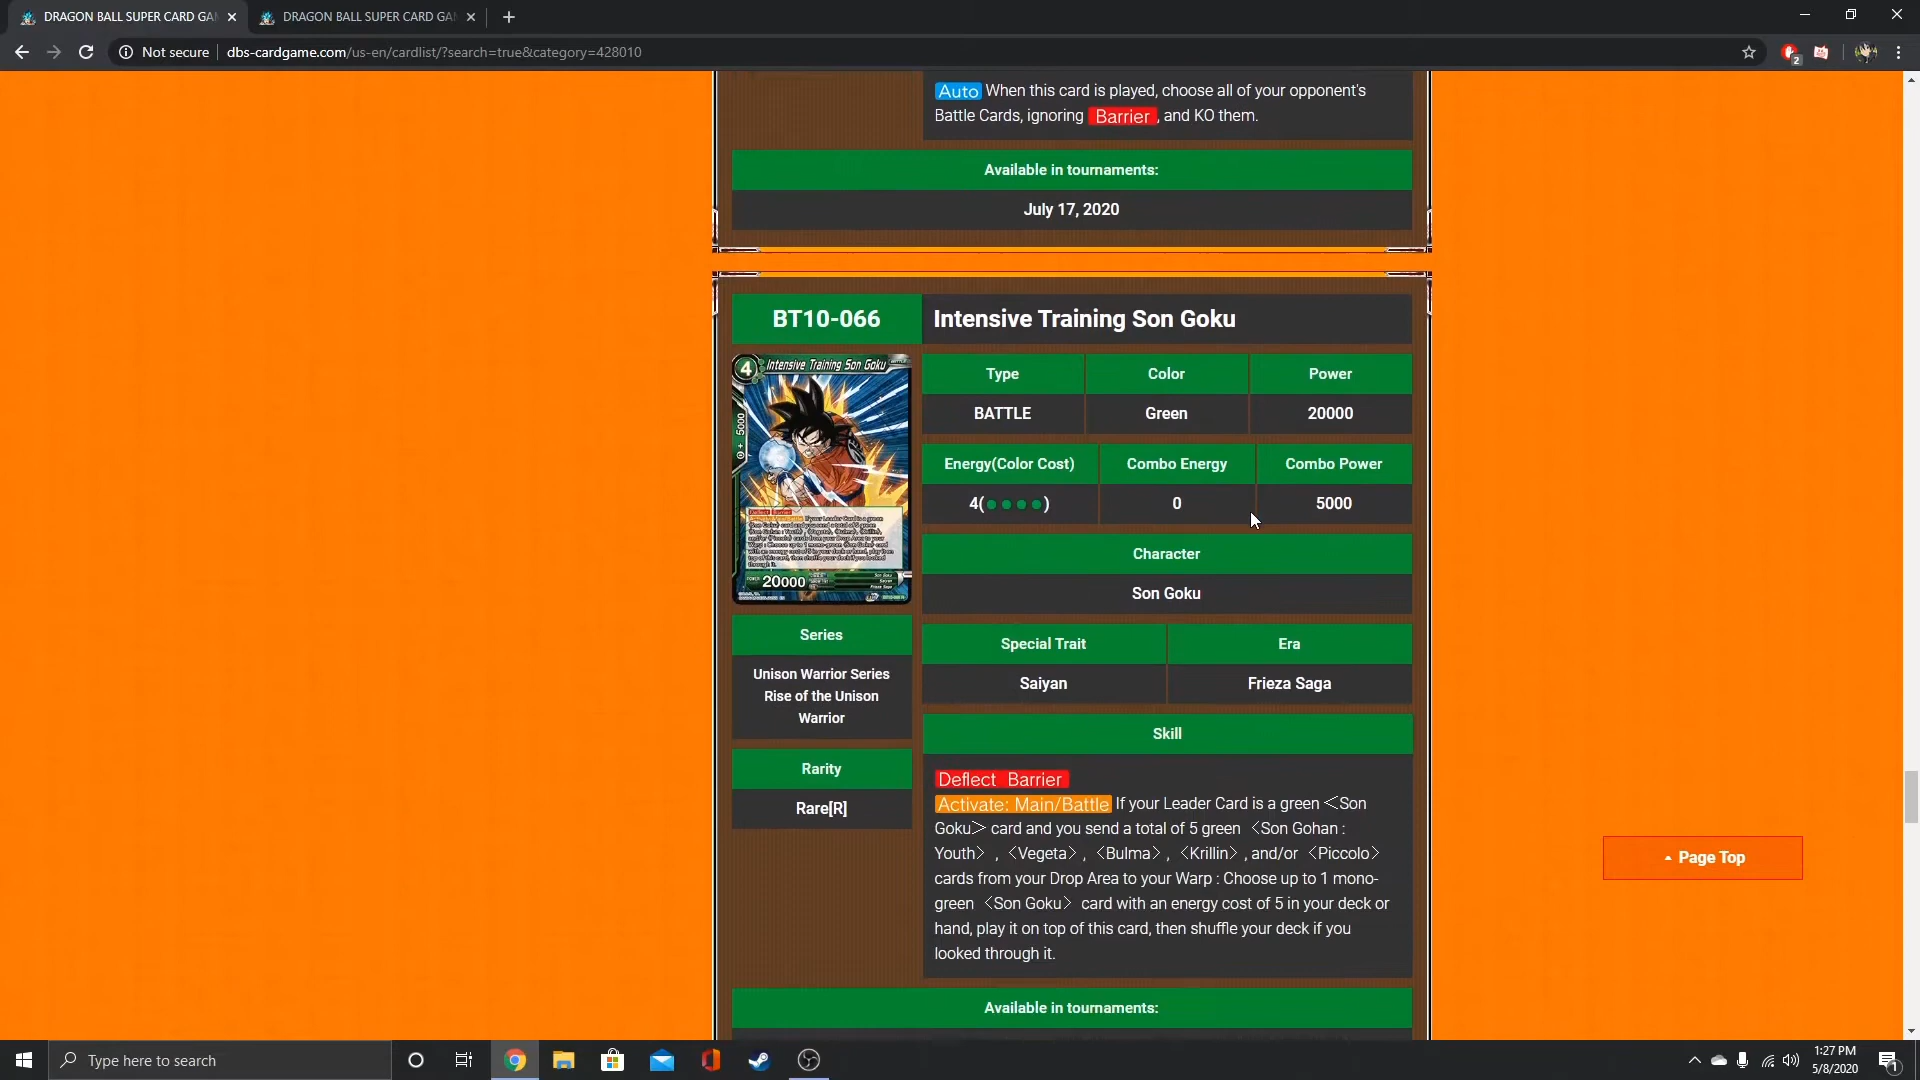 DRAGON BALL SUPER CARD GA
DRAGON BALL SUPER CARD GA
Not secure
dbs-cardgame.com/us-en/cardlist/?search=true&category=428010
2
Auto When this card is played, choose all of your opponent's
Battle Cards, ignoring Barrier, and KO them.
Available in tournaments:
July 17, 2020
BT10-066
Intensive Training Son Goku
4
Intensive Training Son Goku
5000
20000
Type
Color
Power
BATTLE
Green
20000
Energy(Color Cost)
Combo Energy
Combo Power
4(●●●●)
0
5000
Character
Son Goku
Special Trait
Era
Saiyan
Frieza Saga
Series
Unison Warrior Series
Rise of the Unison
Warrior
Rarity
Rare[R]
Skill
Deflect Barrier
Activate: Main/Battle If your Leader Card is a green ＜Son
Goku＞ card and you send a total of 5 green 〈Son Gohan :
Youth〉 , 〈Vegeta〉 , 〈Bulma〉 , 〈Krillin〉 , and/or 〈Piccolo〉
cards from your Drop Area to your Warp : Choose up to 1 mono-
green 〈Son Goku〉 card with an energy cost of 5 in your deck or
hand, play it on top of this card, then shuffle your deck if you
looked through it.
Available in tournaments:
Page Top
Type here to search
1:27 PM
5/8/2020
1